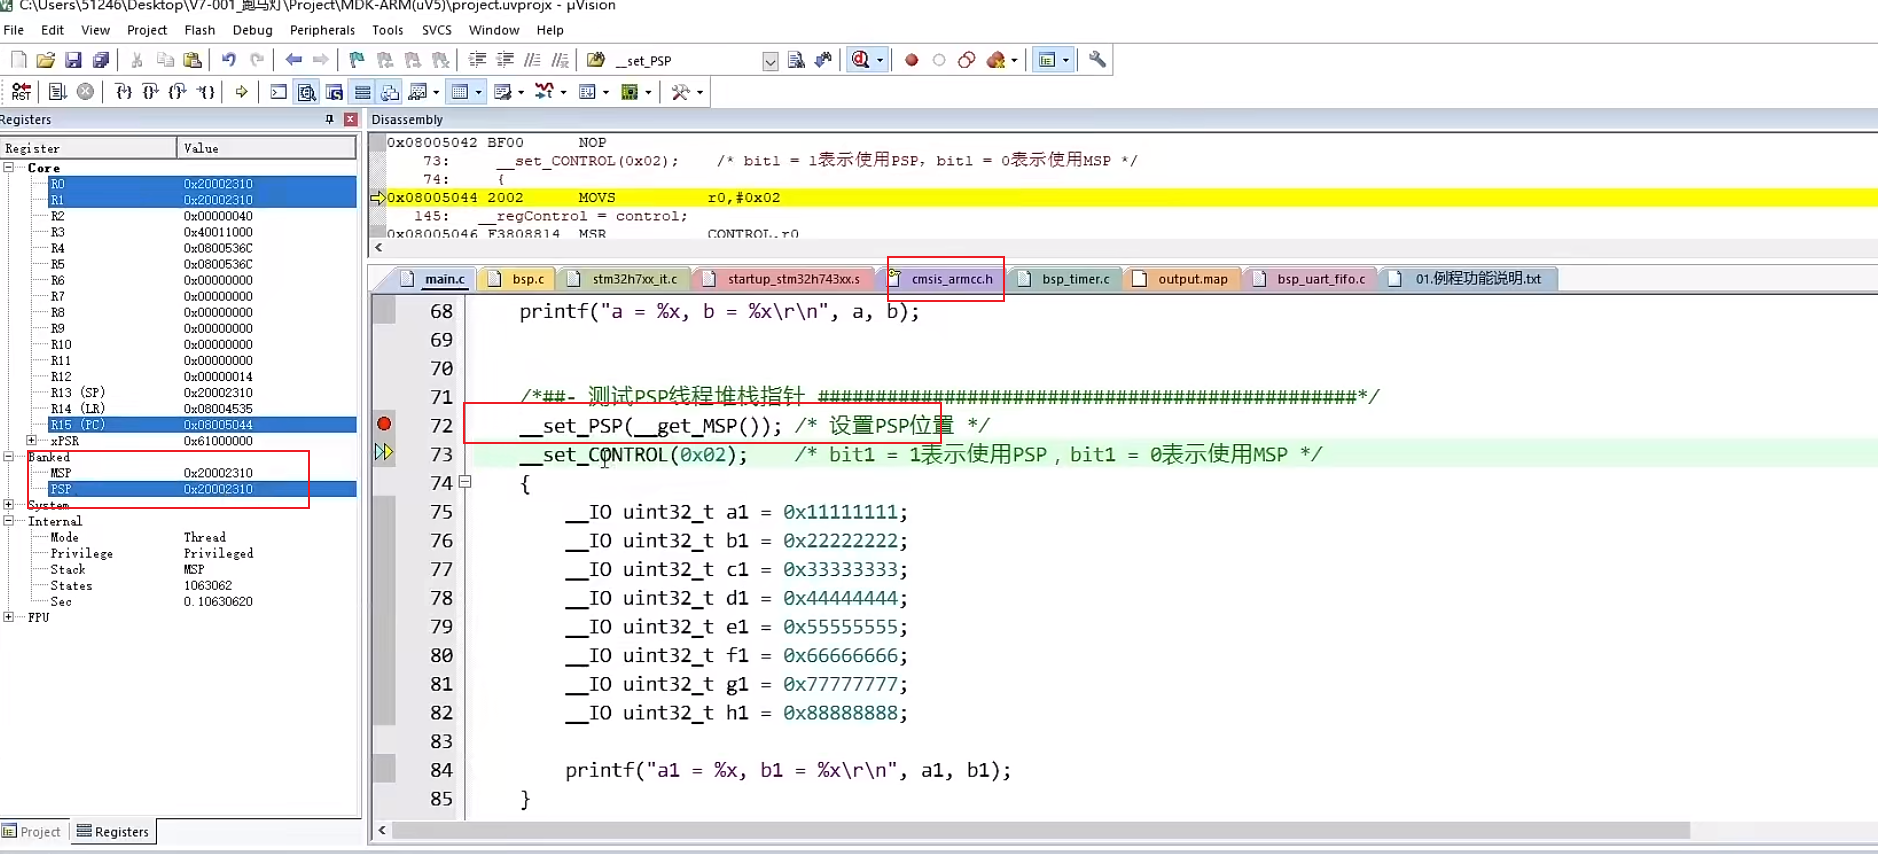 C:\Users\51246\Desktop\V7-001_跑马灯\Project\MDK-ARM(uV5)\project.uvprojx - µVision
File Edit View Project Flash Debug Peripherals Tools SVCS Window Help
__set_PSP
RST
Registers
Register Value
Core
R0 0x20002310
R1 0x20002310
R2 0x00000040
R3 0x40011000
R4 0x0800536C
R5 0x0800536C
R6 0x00000000
R7 0x00000000
R8 0x00000000
R9 0x00000000
R10 0x00000000
R11 0x00000000
R12 0x00000014
R13 (SP) 0x20002310
R14 (LR) 0x08004535
R15 (PC) 0x08005044
xPSR 0x61000000
Banked
MSP 0x20002310
PSP 0x20002310
System
Internal
Mode Thread
Privilege Privileged
Stack MSP
States 1063062
Sec 0.10630620
FPU
Project Registers
Disassembly
0x08005042 BF00 NOP
73: __set_CONTROL(0x02); /* bit1 = 1表示使用PSP, bit1 = 0表示使用MSP */
74: {
0x08005044 2002 MOVS r0,#0x02
145: __regControl = control;
0x08005046 F3808814 MSR CONTROL,r0
main.c bsp.c stm32h7xx_it.c startup_stm32h743xx.s cmsis_armcc.h bsp_timer.c output.map bsp_uart_fifo.c 01.例程功能说明.txt
68 printf("a = %x, b = %x\r\n", a, b);
69
70
71 /*##- 测试PSP线程堆栈指针 ###############################################*/
72 __set_PSP(__get_MSP()); /* 设置PSP位置 */
73 __set_CONTROL(0x02); /* bit1 = 1表示使用PSP，bit1 = 0表示使用MSP */
74 {
75 __IO uint32_t a1 = 0x11111111;
76 __IO uint32_t b1 = 0x22222222;
77 __IO uint32_t c1 = 0x33333333;
78 __IO uint32_t d1 = 0x44444444;
79 __IO uint32_t e1 = 0x55555555;
80 __IO uint32_t f1 = 0x66666666;
81 __IO uint32_t g1 = 0x77777777;
82 __IO uint32_t h1 = 0x88888888;
83
84 printf("a1 = %x, b1 = %x\r\n", a1, b1);
85 }